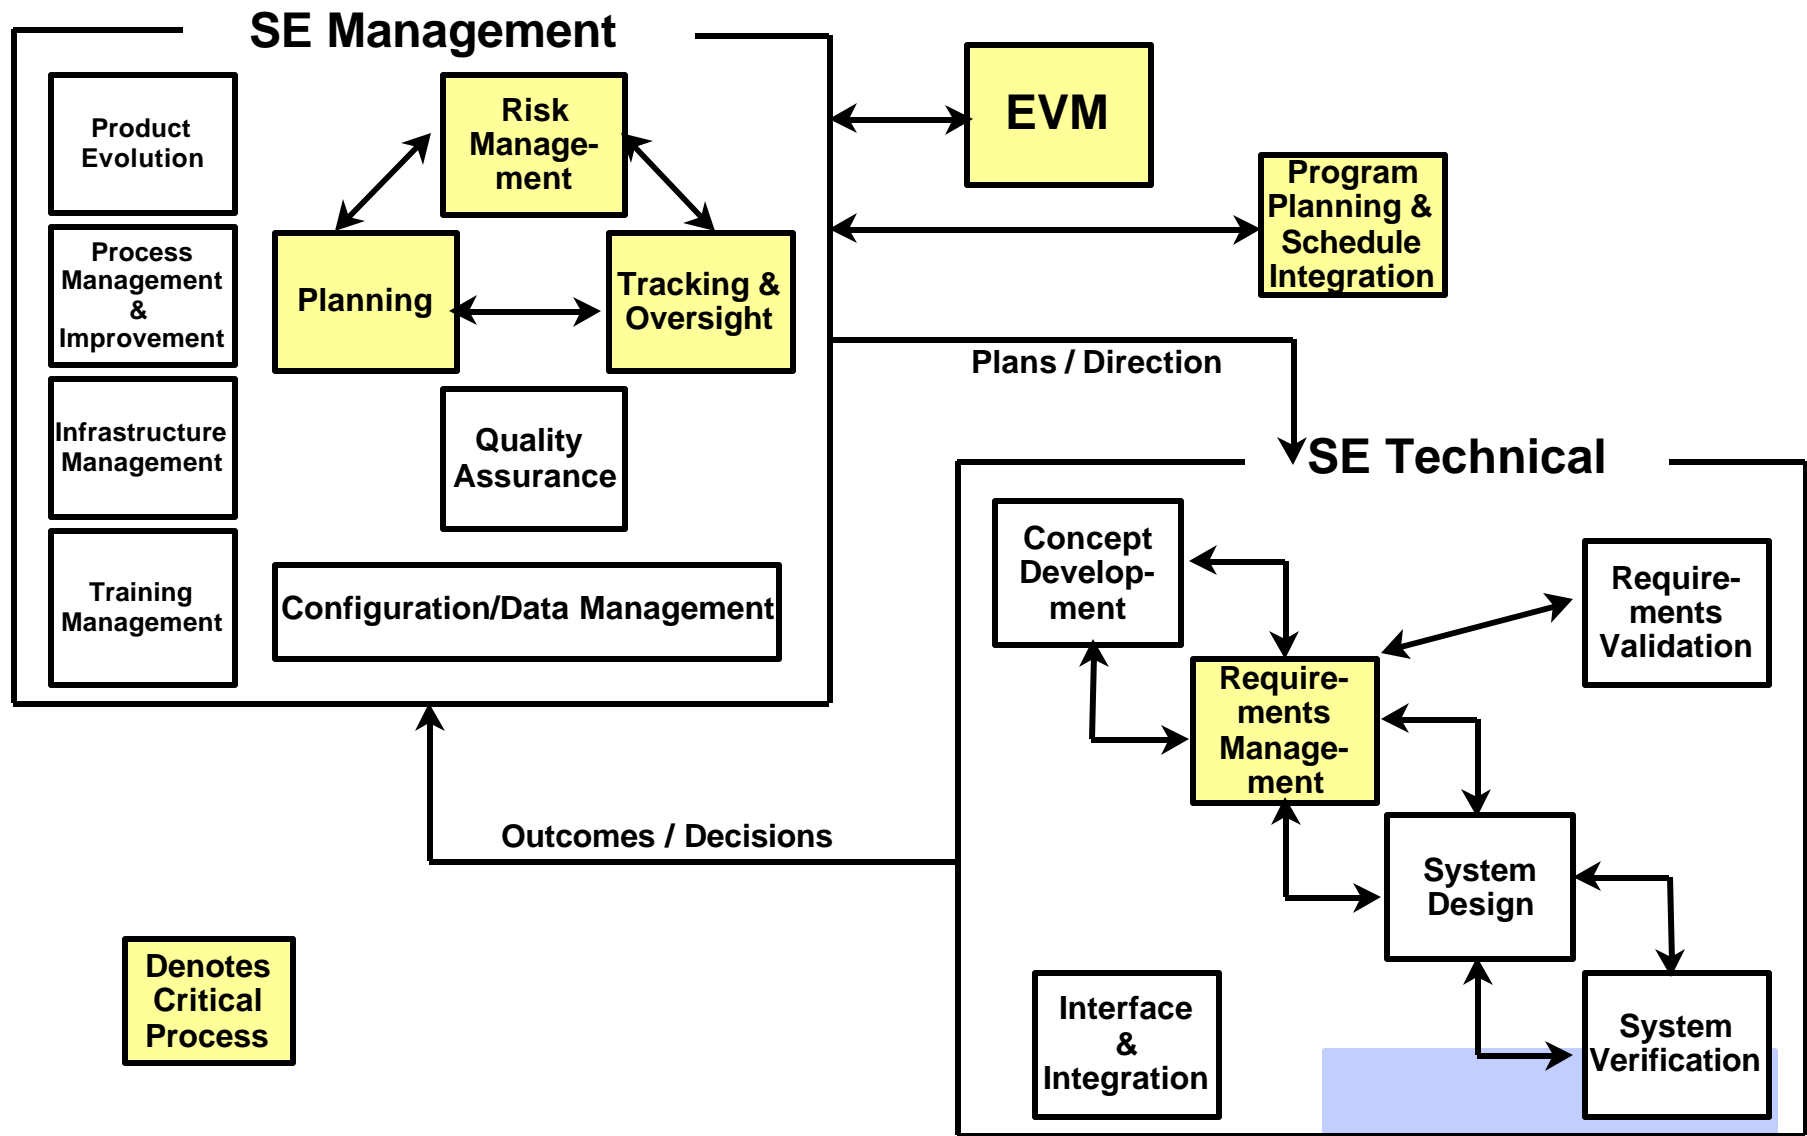 SE Management
Product
Evolution
Process
Management
&
Improvement
Infrastructure
Management
Training
Management
Risk
Manage-
ment
Planning
Tracking &
Oversight
Quality
Assurance
Configuration/Data Management
EVM
Program
Planning &
Schedule
Integration
Plans / Direction
SE Technical
Concept
Develop-
ment
Require-
ments
Validation
Require-
ments
Manage-
ment
System
Design
Interface
&
Integration
System
Verification
Outcomes / Decisions
Denotes
Critical
Process